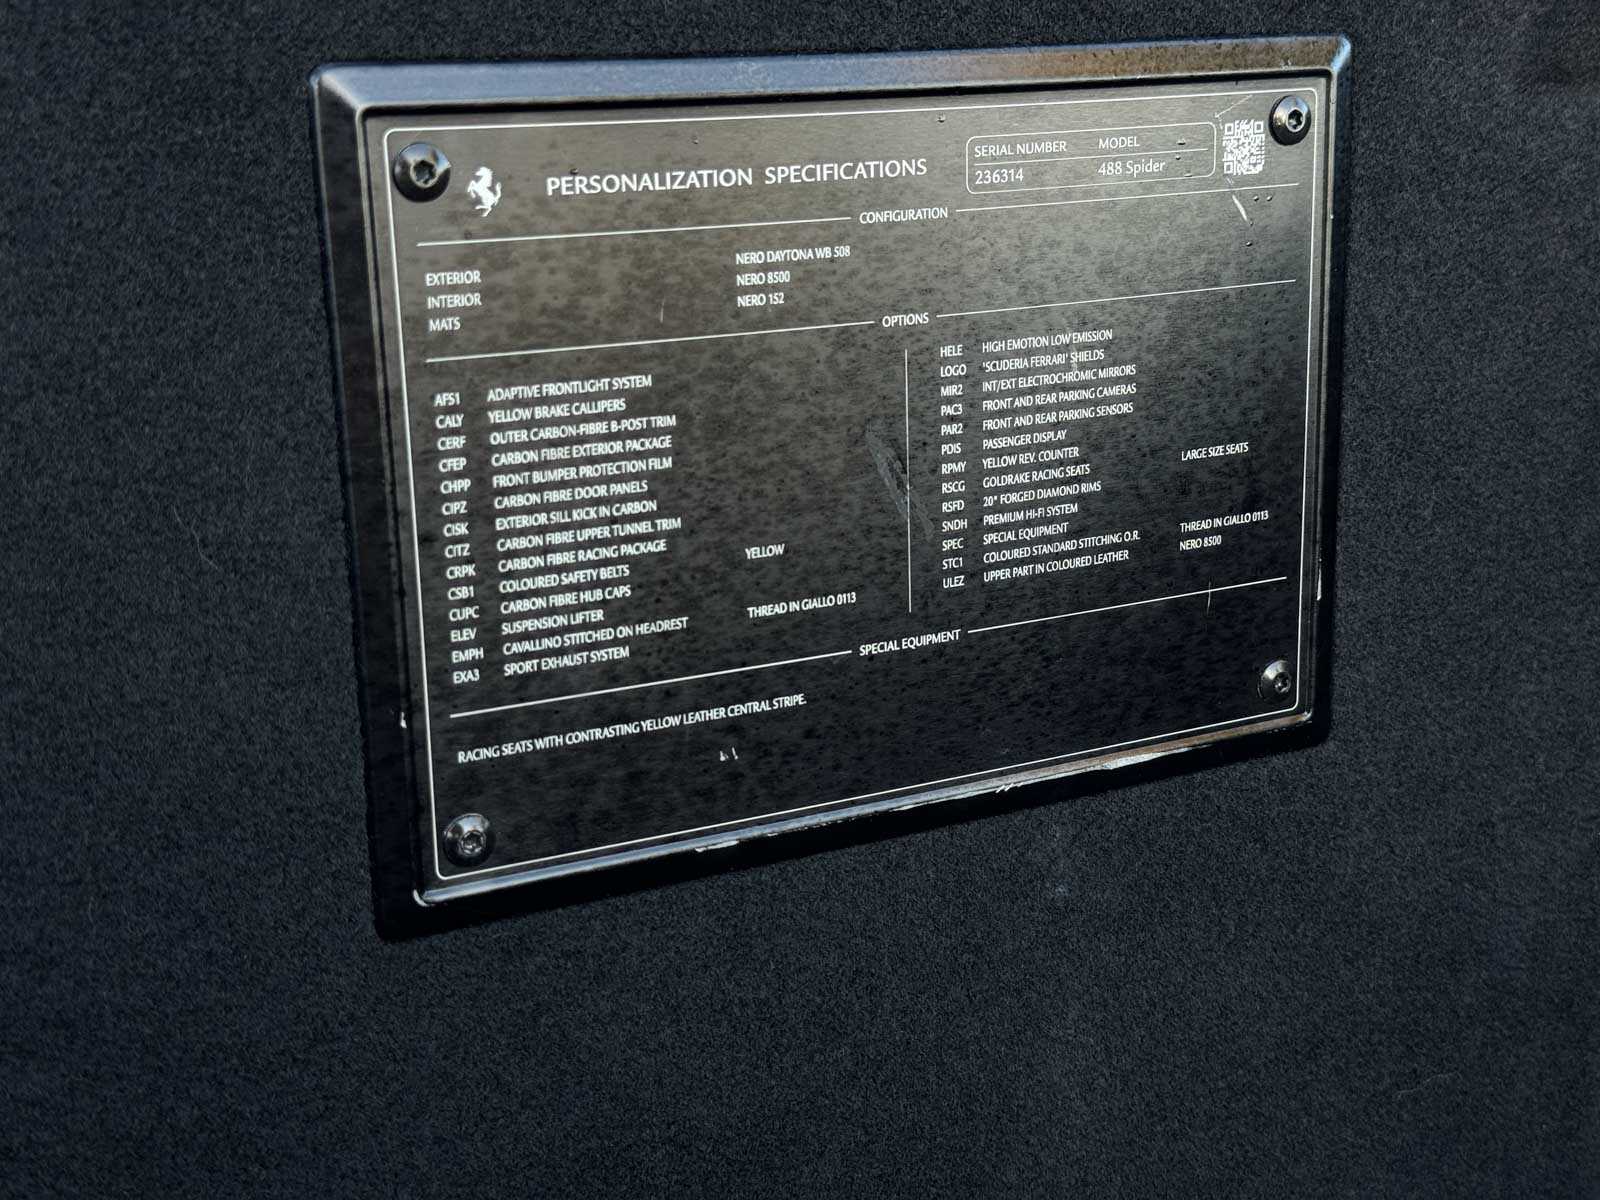 PERSONALIZATION SPECIFICATIONS
SERIAL NUMBER MODEL
236314 488 Spider
CONFIGURATION
EXTERIOR NERO DAYTONA WB 508
INTERIOR NERO 8500
MATS NERO 152
OPTIONS
AFS1 ADAPTIVE FRONTLIGHT SYSTEM
CALY YELLOW BRAKE CALLIPERS
CERF OUTER CARBON-FIBRE B-POST TRIM
CFEP CARBON FIBRE EXTERIOR PACKAGE
CHPP FRONT BUMPER PROTECTION FILM
CIPZ CARBON FIBRE DOOR PANELS
CISK EXTERIOR SILL KICK IN CARBON
CITZ CARBON FIBRE UPPER TUNNEL TRIM
CRPK CARBON FIBRE RACING PACKAGE
CSB1 COLOURED SAFETY BELTS YELLOW
CUPC CARBON FIBRE HUB CAPS
ELEV SUSPENSION LIFTER
EMPH CAVALLINO STITCHED ON HEADREST THREAD IN GIALLO 0113
EXA3 SPORT EXHAUST SYSTEM
HELE HIGH EMOTION LOW EMISSION
LOGO 'SCUDERIA FERRARI' SHIELDS
MIR2 INT/EXT ELECTROCHROMIC MIRRORS
PAC3 FRONT AND REAR PARKING CAMERAS
PAR2 FRONT AND REAR PARKING SENSORS
PDIS PASSENGER DISPLAY
RPMY YELLOW REV. COUNTER
RSCG GOLDRAKE RACING SEATS LARGE SIZE SEATS
RSFD 20" FORGED DIAMOND RIMS
SNDH PREMIUM HI-FI SYSTEM
SPEC SPECIAL EQUIPMENT
STC1 COLOURED STANDARD STITCHING O.R. THREAD IN GIALLO 0113
ULEZ UPPER PART IN COLOURED LEATHER NERO 8500
SPECIAL EQUIPMENT
RACING SEATS WITH CONTRASTING YELLOW LEATHER CENTRAL STRIPE.